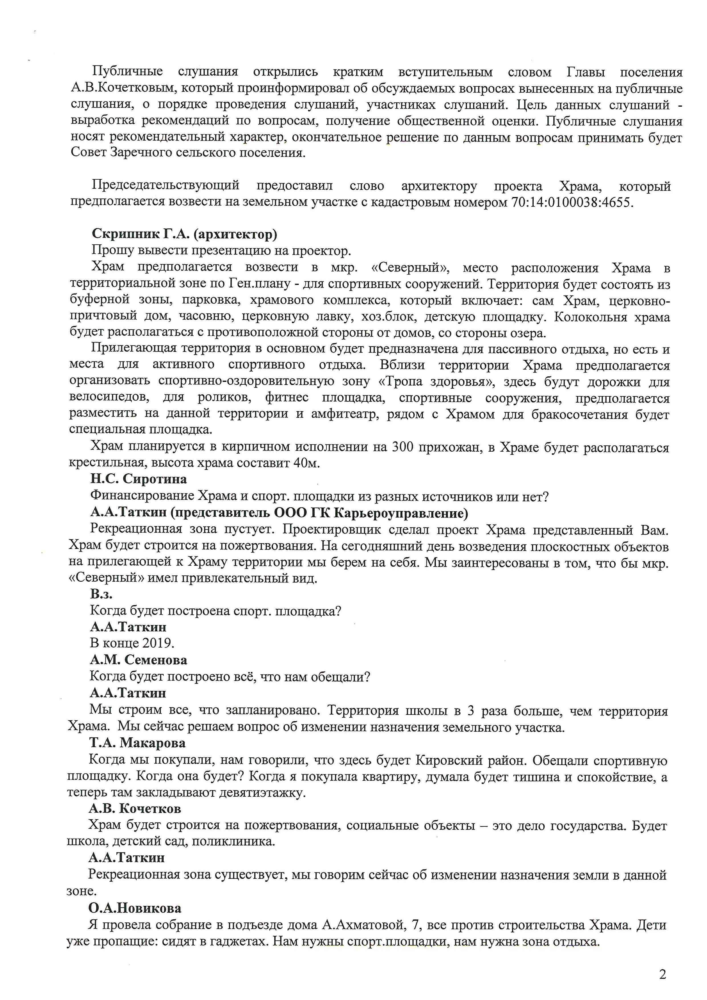 Публичные слушания открылись кратким вступительным словом Главы поселения
А.В.Кочетковым, который проинформировал об обсуждаемых вопросах вынесенных на публичные
слушания, о порядке проведения слушаний, участниках слушаний. Цель данных слушаний -
выработка рекомендаций по вопросам, получение общественной оценки. Публичные слушания
носят рекомендательный характер, окончательное решение по данным вопросам принимать будет
Совет Заречного сельского поселения.
Председательствующий предоставил слово архитектору проекта Храма, который
предполагается возвести на земельном участке с кадастровым номером 70:14:0100038:4655.
Скрипник Г.А. (архитектор)
Прошу вывести презентацию на проектор.
Храм предполагается возвести в мкр. «Северный», место расположения Храма в
территориальной зоне по Ген.плану - для спортивных сооружений. Территория будет состоять из
буферной зоны, парковка, храмового комплекса, который включает: сам Храм, церковно-
причтовый дом, часовню, церковную лавку, хоз.блок, детскую площадку. Колокольня храма
будет располагаться с противоположной стороны от домов, со стороны озера.
Прилегающая территория в основном будет предназначена для пассивного отдыха, но есть и
места для активного спортивного отдыха. Вблизи территории Храма предполагается
организовать спортивно-оздоровительную зону «Тропа здоровья», здесь будут дорожки для
велосипедов, для роликов, фитнес площадка, спортивные сооружения, предполагается
разместить на данной территории и амфитеатр, рядом с Храмом для бракосочетания будет
специальная площадка.
Храм планируется в кирпичном исполнении на 300 прихожан, в Храме будет располагаться
крестильная, высота храма составит 40м.
Н.С. Сиротина
Финансирование Храма и спорт. площадки из разных источников или нет?
А.А.Таткин (представитель ООО ГК Карьероуправление)
Рекреационная зона пустует. Проектировщик сделал проект Храма представленный Вам.
Храм будет строится на пожертвования. На сегодняшний день возведения плоскостных объектов
на прилегающей к Храму территории мы берем на себя. Мы заинтересованы в том, что бы мкр.
«Северный» имел привлекательный вид.
В.з.
Когда будет построена спорт. площадка?
А.А.Таткин
В конце 2019.
А.М. Семенова
Когда будет построено всё, что нам обещали?
А.А.Таткин
Мы строим все, что запланировано. Территория школы в 3 раза больше, чем территория
Храма. Мы сейчас решаем вопрос об изменении назначения земельного участка.
Т.А. Макарова
Когда мы покупали, нам говорили, что здесь будет Кировский район. Обещали спортивную
площадку. Когда она будет? Когда я покупала квартиру, думала будет тишина и спокойствие, а
теперь там закладывают девятиэтажку.
А.В. Кочетков
Храм будет строится на пожертвования, социальные объекты – это дело государства. Будет
школа, детский сад, поликлиника.
А.А.Таткин
Рекреационная зона существует, мы говорим сейчас об изменении назначения земли в данной
зоне.
О.А.Новикова
Я провела собрание в подъезде дома А.Ахматовой, 7, все против строительства Храма. Дети
уже пропащие: сидят в гаджетах. Нам нужны спорт.площадки, нам нужна зона отдыха.
2